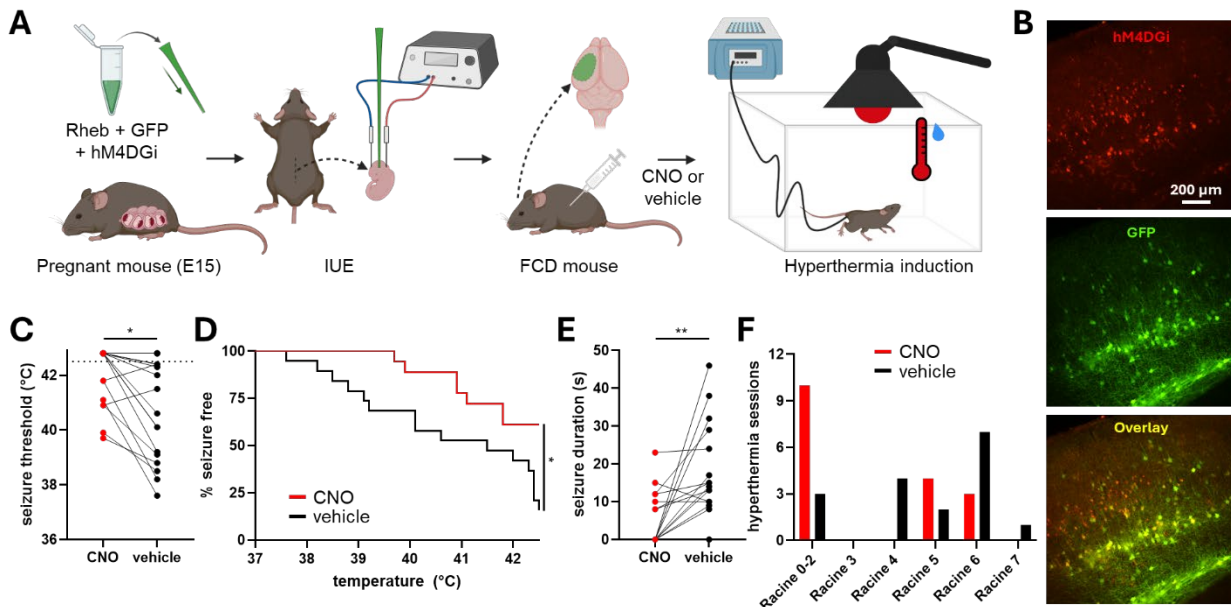 A
Rheb + GFP
+ hM4DGi
Pregnant mouse (E15)
IUE
FCD mouse
CNO or
vehicle
Hyperthermia induction
B
hM4DGi
200 µm
GFP
Overlay
C
*
seizure threshold (°C)
42
40
38
36
CNO
vehicle
D
% seizure free
100
75
50
25
0
CNO
vehicle
*
37
38
39
40
41
42
temperature (°C)
E
**
seizure duration (s)
50
40
30
20
10
0
CNO
vehicle
F
CNO
vehicle
hyperthermia sessions
12
9
6
3
0
Racine 0-2
Racine 3
Racine 4
Racine 5
Racine 6
Racine 7